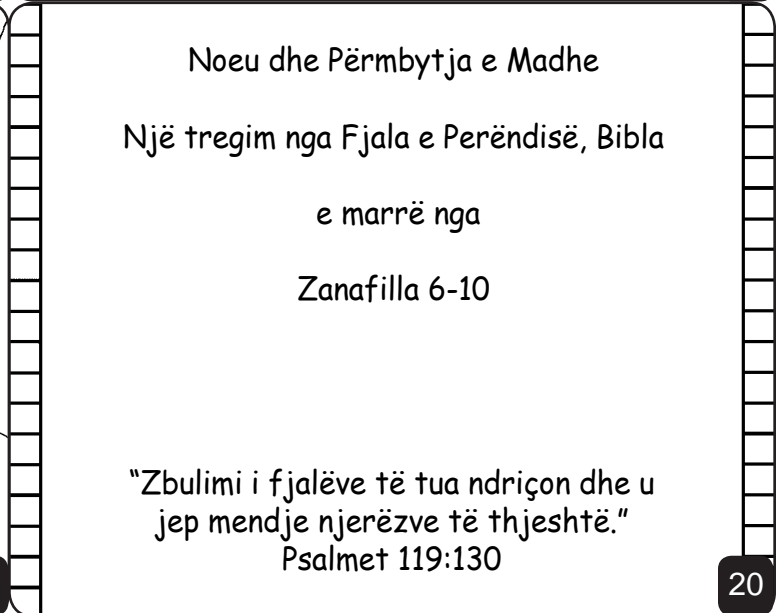 Noeu dhe Përmbytja e Madhe
Një tregim nga Fjala e Perëndisë, Bibla
e marrë nga
Zanafilla 6-10
“Zbulimi i fjalëve të tua ndriçon dhe u
jep mendje njerëzve të thjeshtë.”
Psalmet 119:130
20